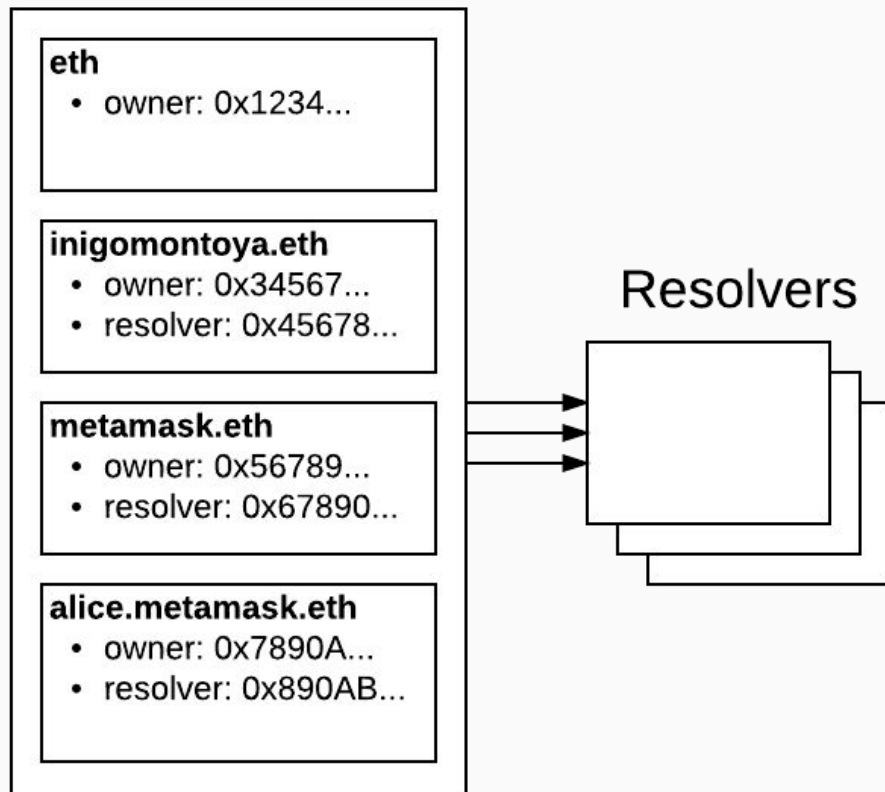 eth
• owner: 0x1234...
inigomontoya.eth
• owner: 0x34567...
• resolver: 0x45678...
metamask.eth
• owner: 0x56789...
• resolver: 0x67890...
alice.metamask.eth
• owner: 0x7890A...
• resolver: 0x890AB...
Resolvers